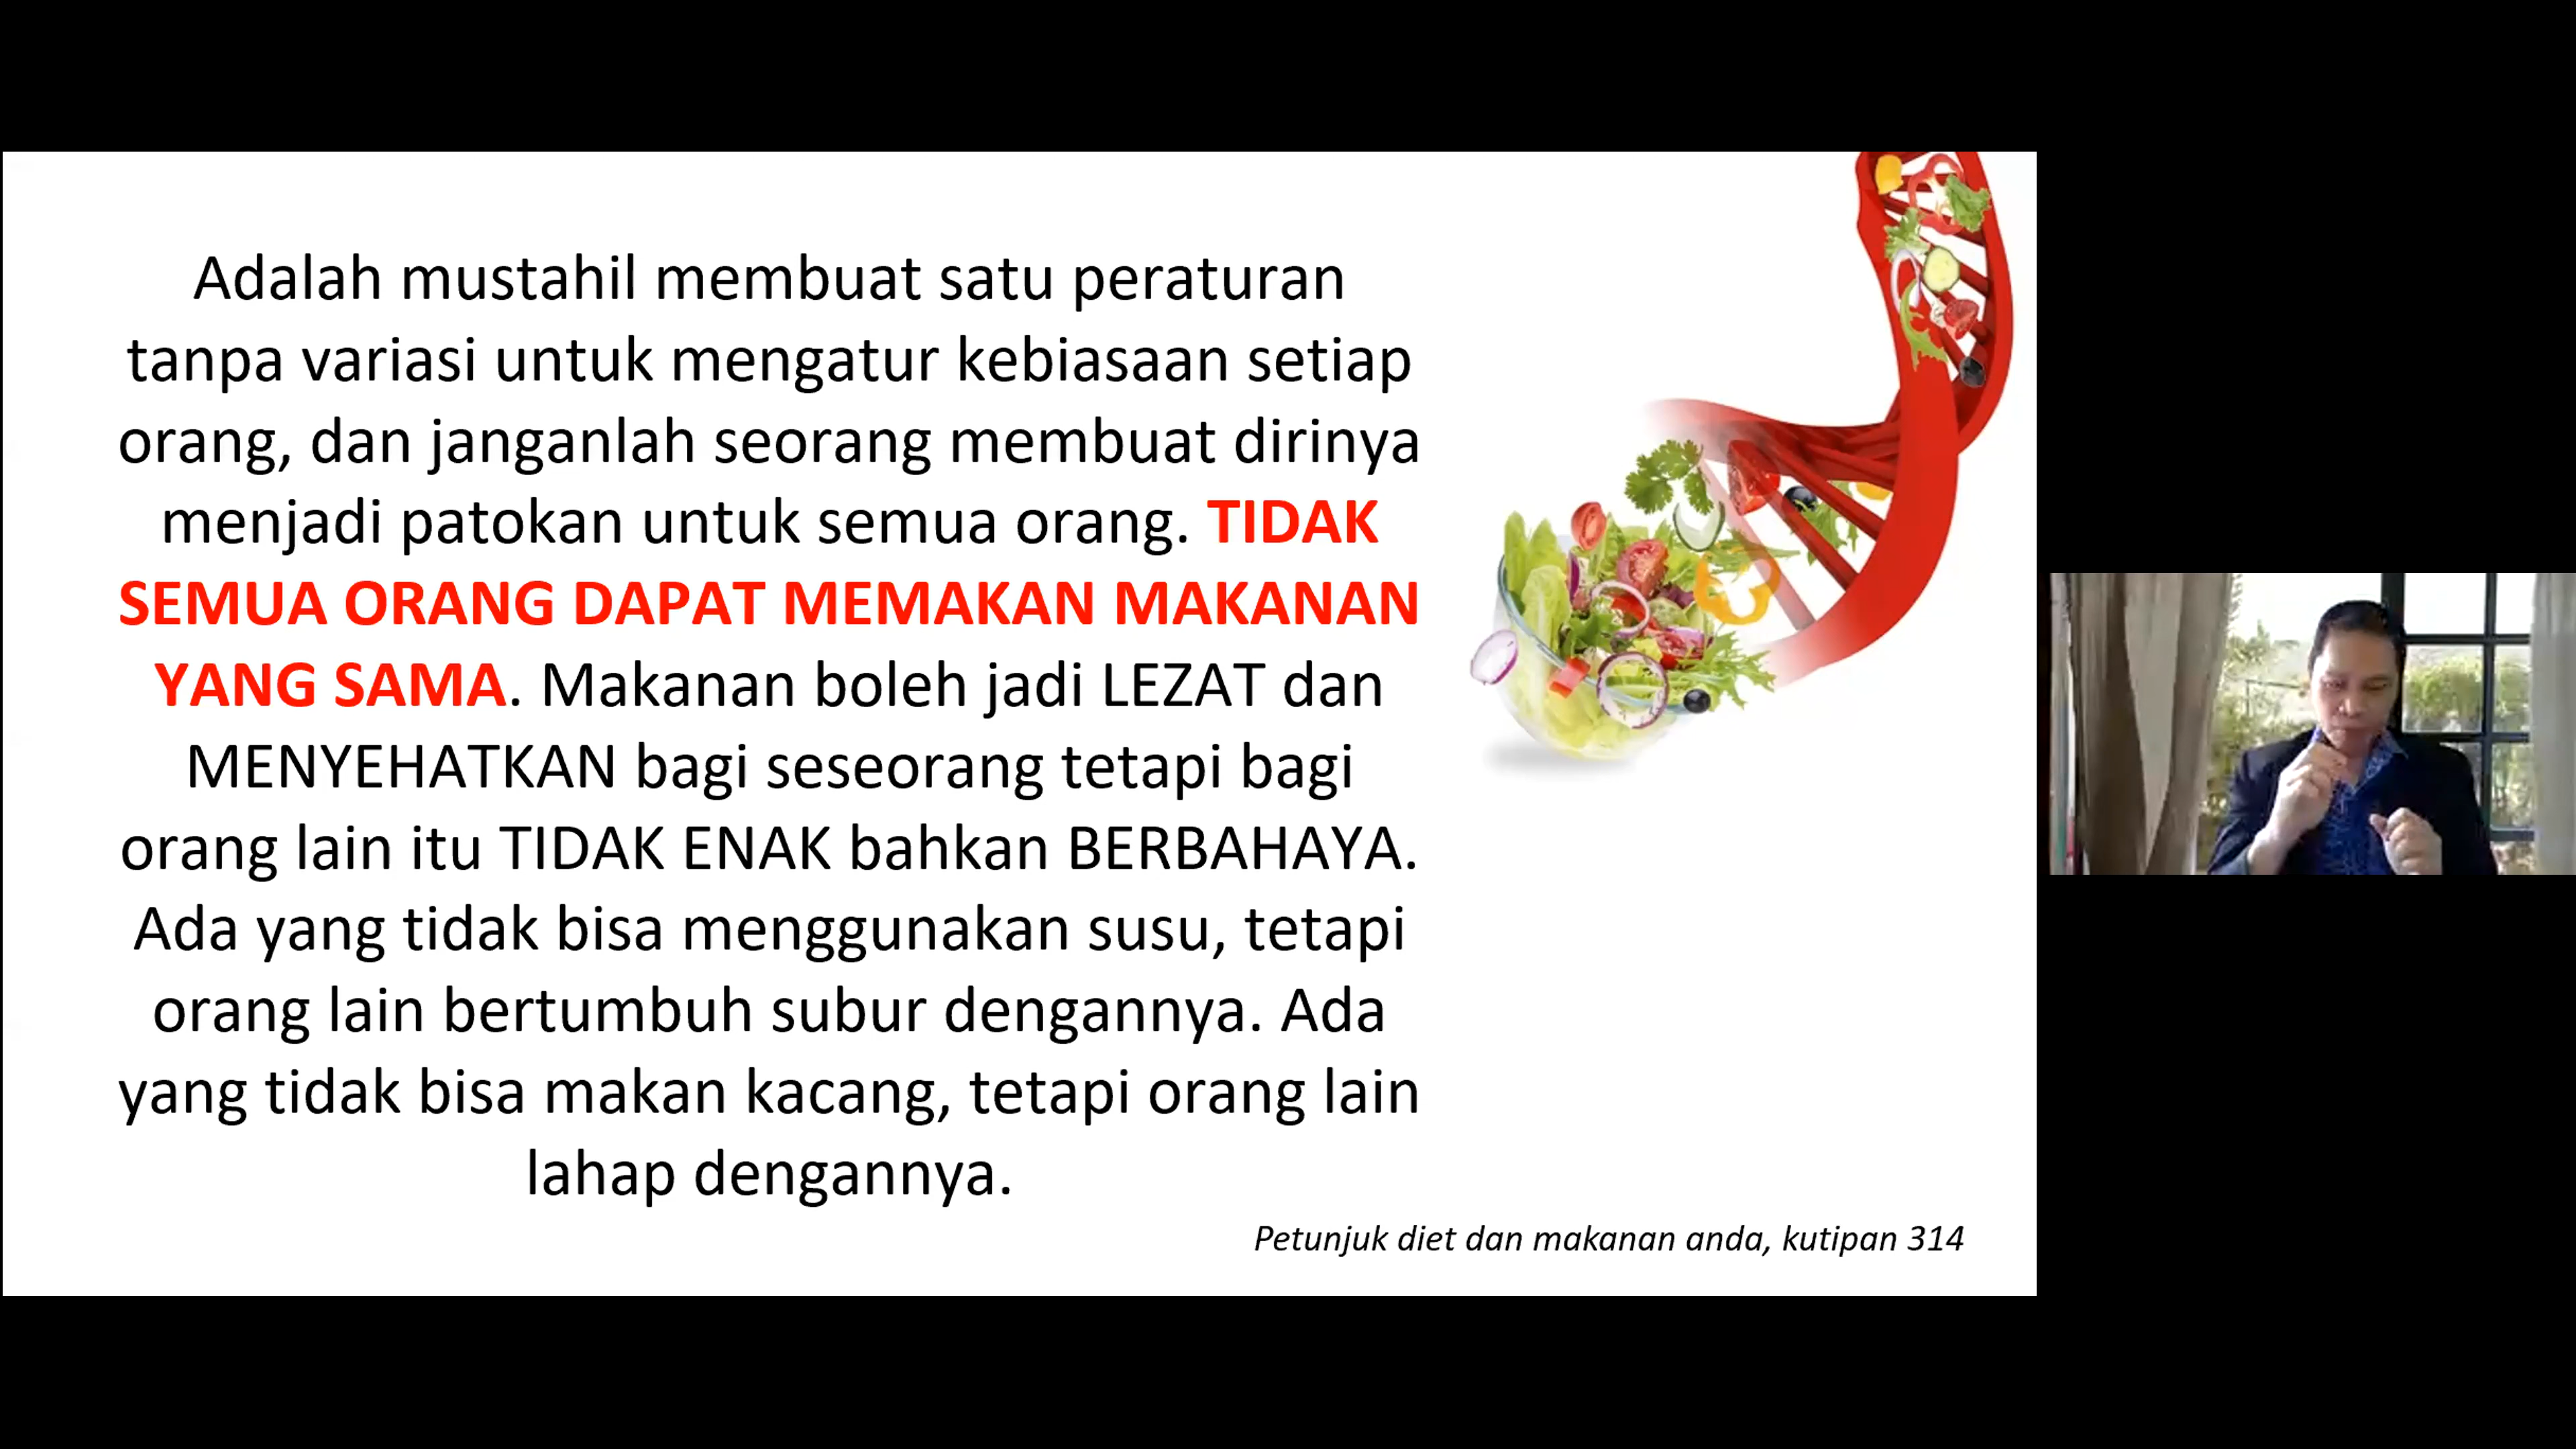 Adalah mustahil membuat satu peraturan
tanpa variasi untuk mengatur kebiasaan setiap
orang, dan janganlah seorang membuat dirinya
menjadi patokan untuk semua orang. TIDAK
SEMUA ORANG DAPAT MEMAKAN MAKANAN
YANG SAMA. Makanan boleh jadi LEZAT dan
MENYEHATKAN bagi seseorang tetapi bagi
orang lain itu TIDAK ENAK bahkan BERBAHAYA.
Ada yang tidak bisa menggunakan susu, tetapi
orang lain bertumbuh subur dengannya. Ada
yang tidak bisa makan kacang, tetapi orang lain
lahap dengannya.
Petunjuk diet dan makanan anda, kutipan 314